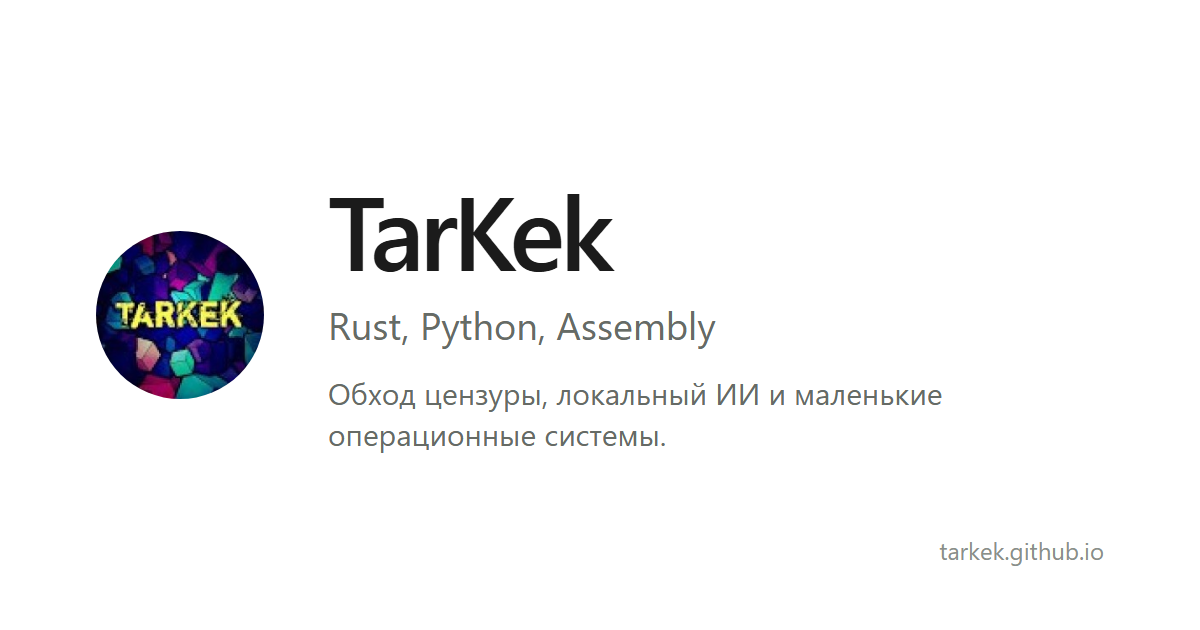 TARKEK
TarKek
Rust, Python, Assembly
Обход цензуры, локальный ИИ и маленькие
операционные системы.
tarkek.github.io